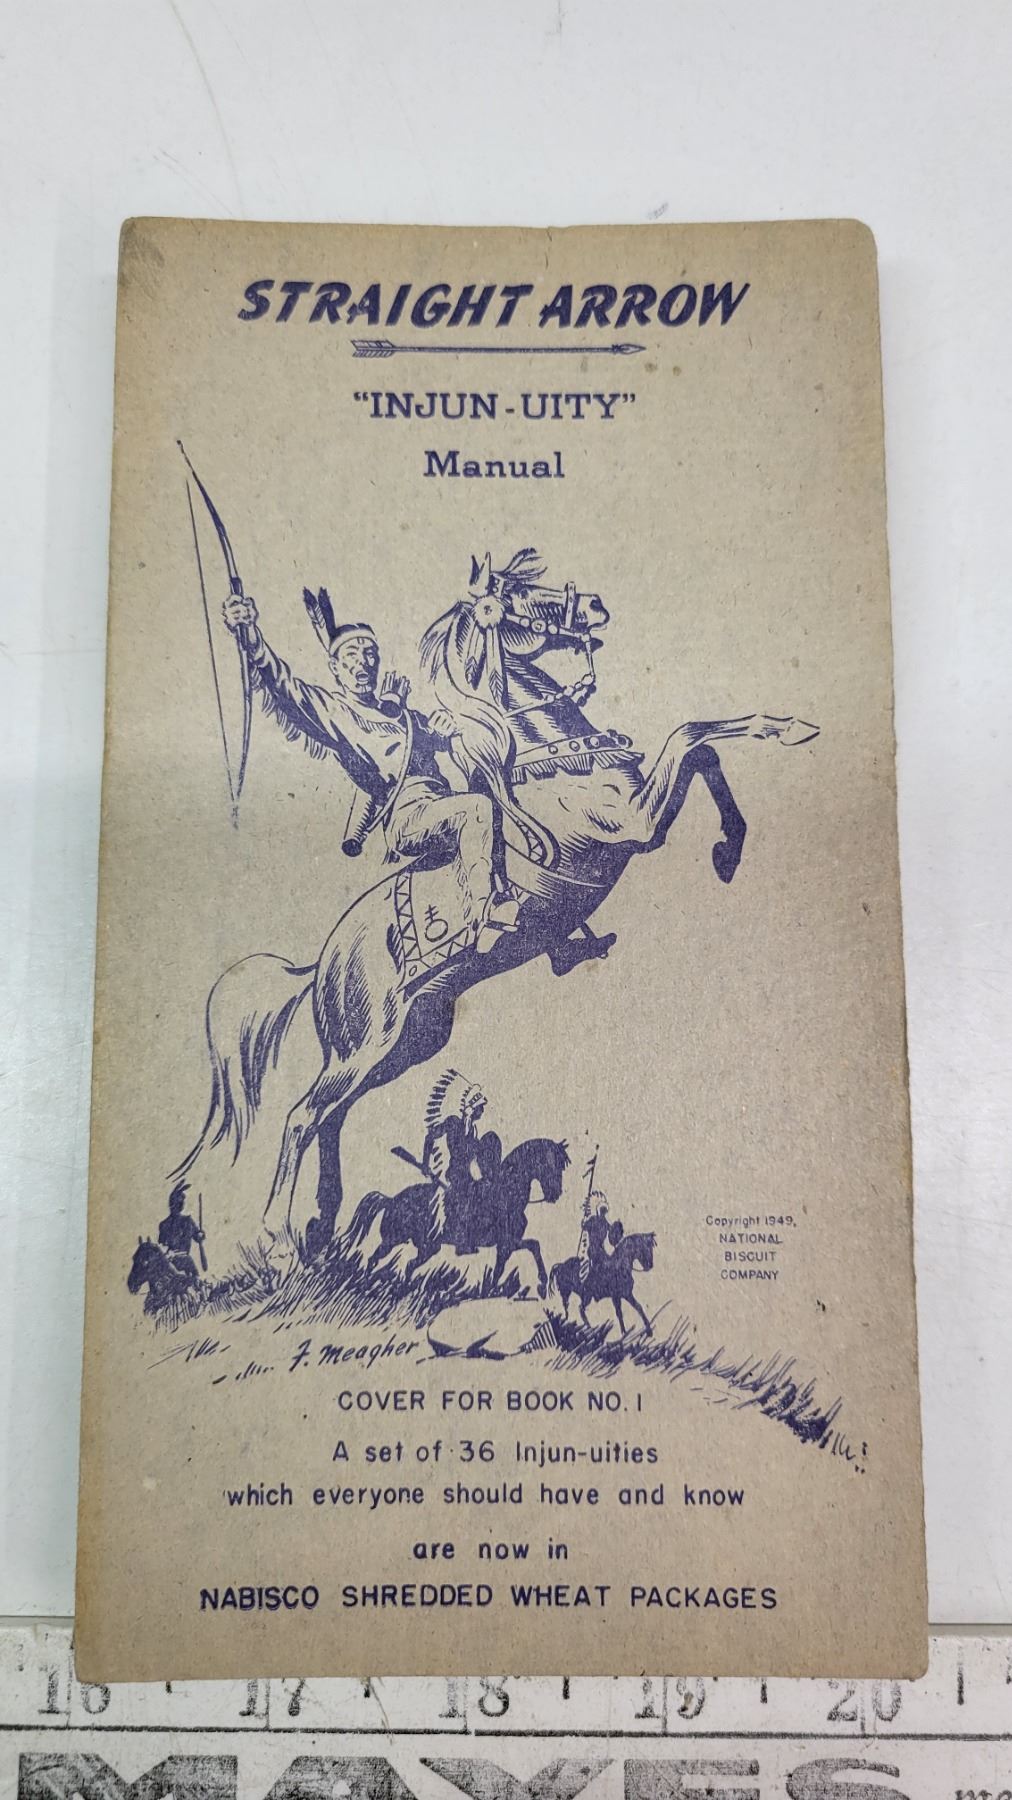 STRAIGHT ARROW
“INJUN-UITY”
Manual
Copyright 1949,
NATIONAL
BISCUIT
COMPANY
F. Meagher
COVER FOR BOOK NO. 1
A set of 36 Injun-uities
which everyone should have and know
are now in
NABISCO SHREDDED WHEAT PACKAGES
16 17 18 19 20
MAYES